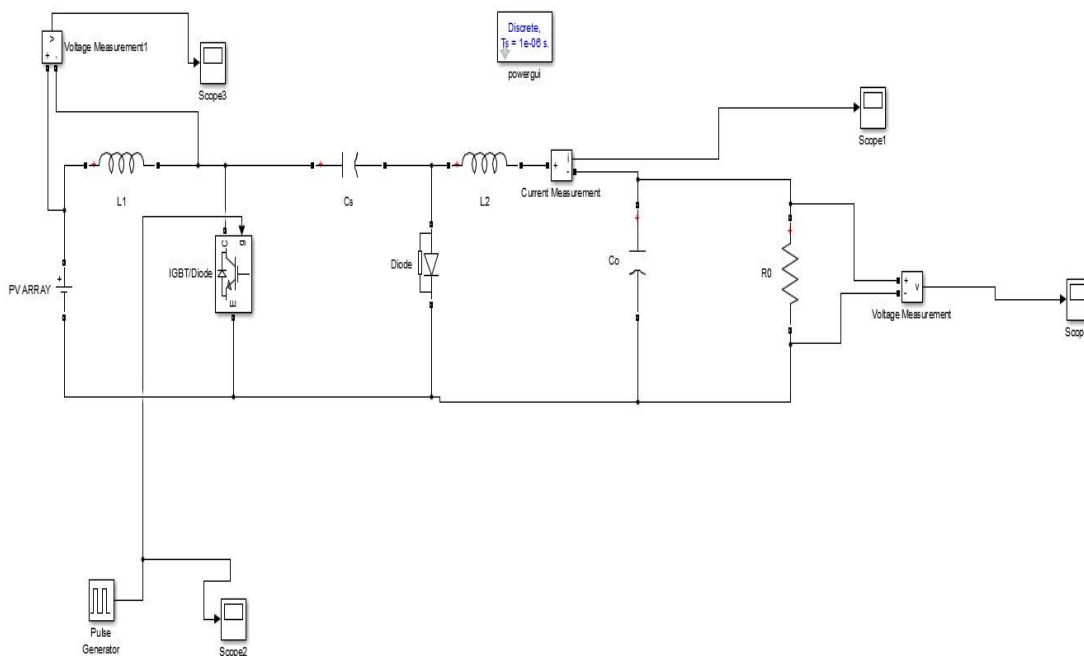 Discrete,
Ts = 1e-06 s.
powergui
v
+ -
Voltage Measurement1
Scope3
Scope1
+
L1
+
Cs
+
L2
+
i
-
Current Measurement
+
PV ARRAY
IGBT/Diode
C
g
E
Diode
+
Co
+
R0
+
-
v
Voltage Measurement
Scop
Pulse
Generator
Scope2